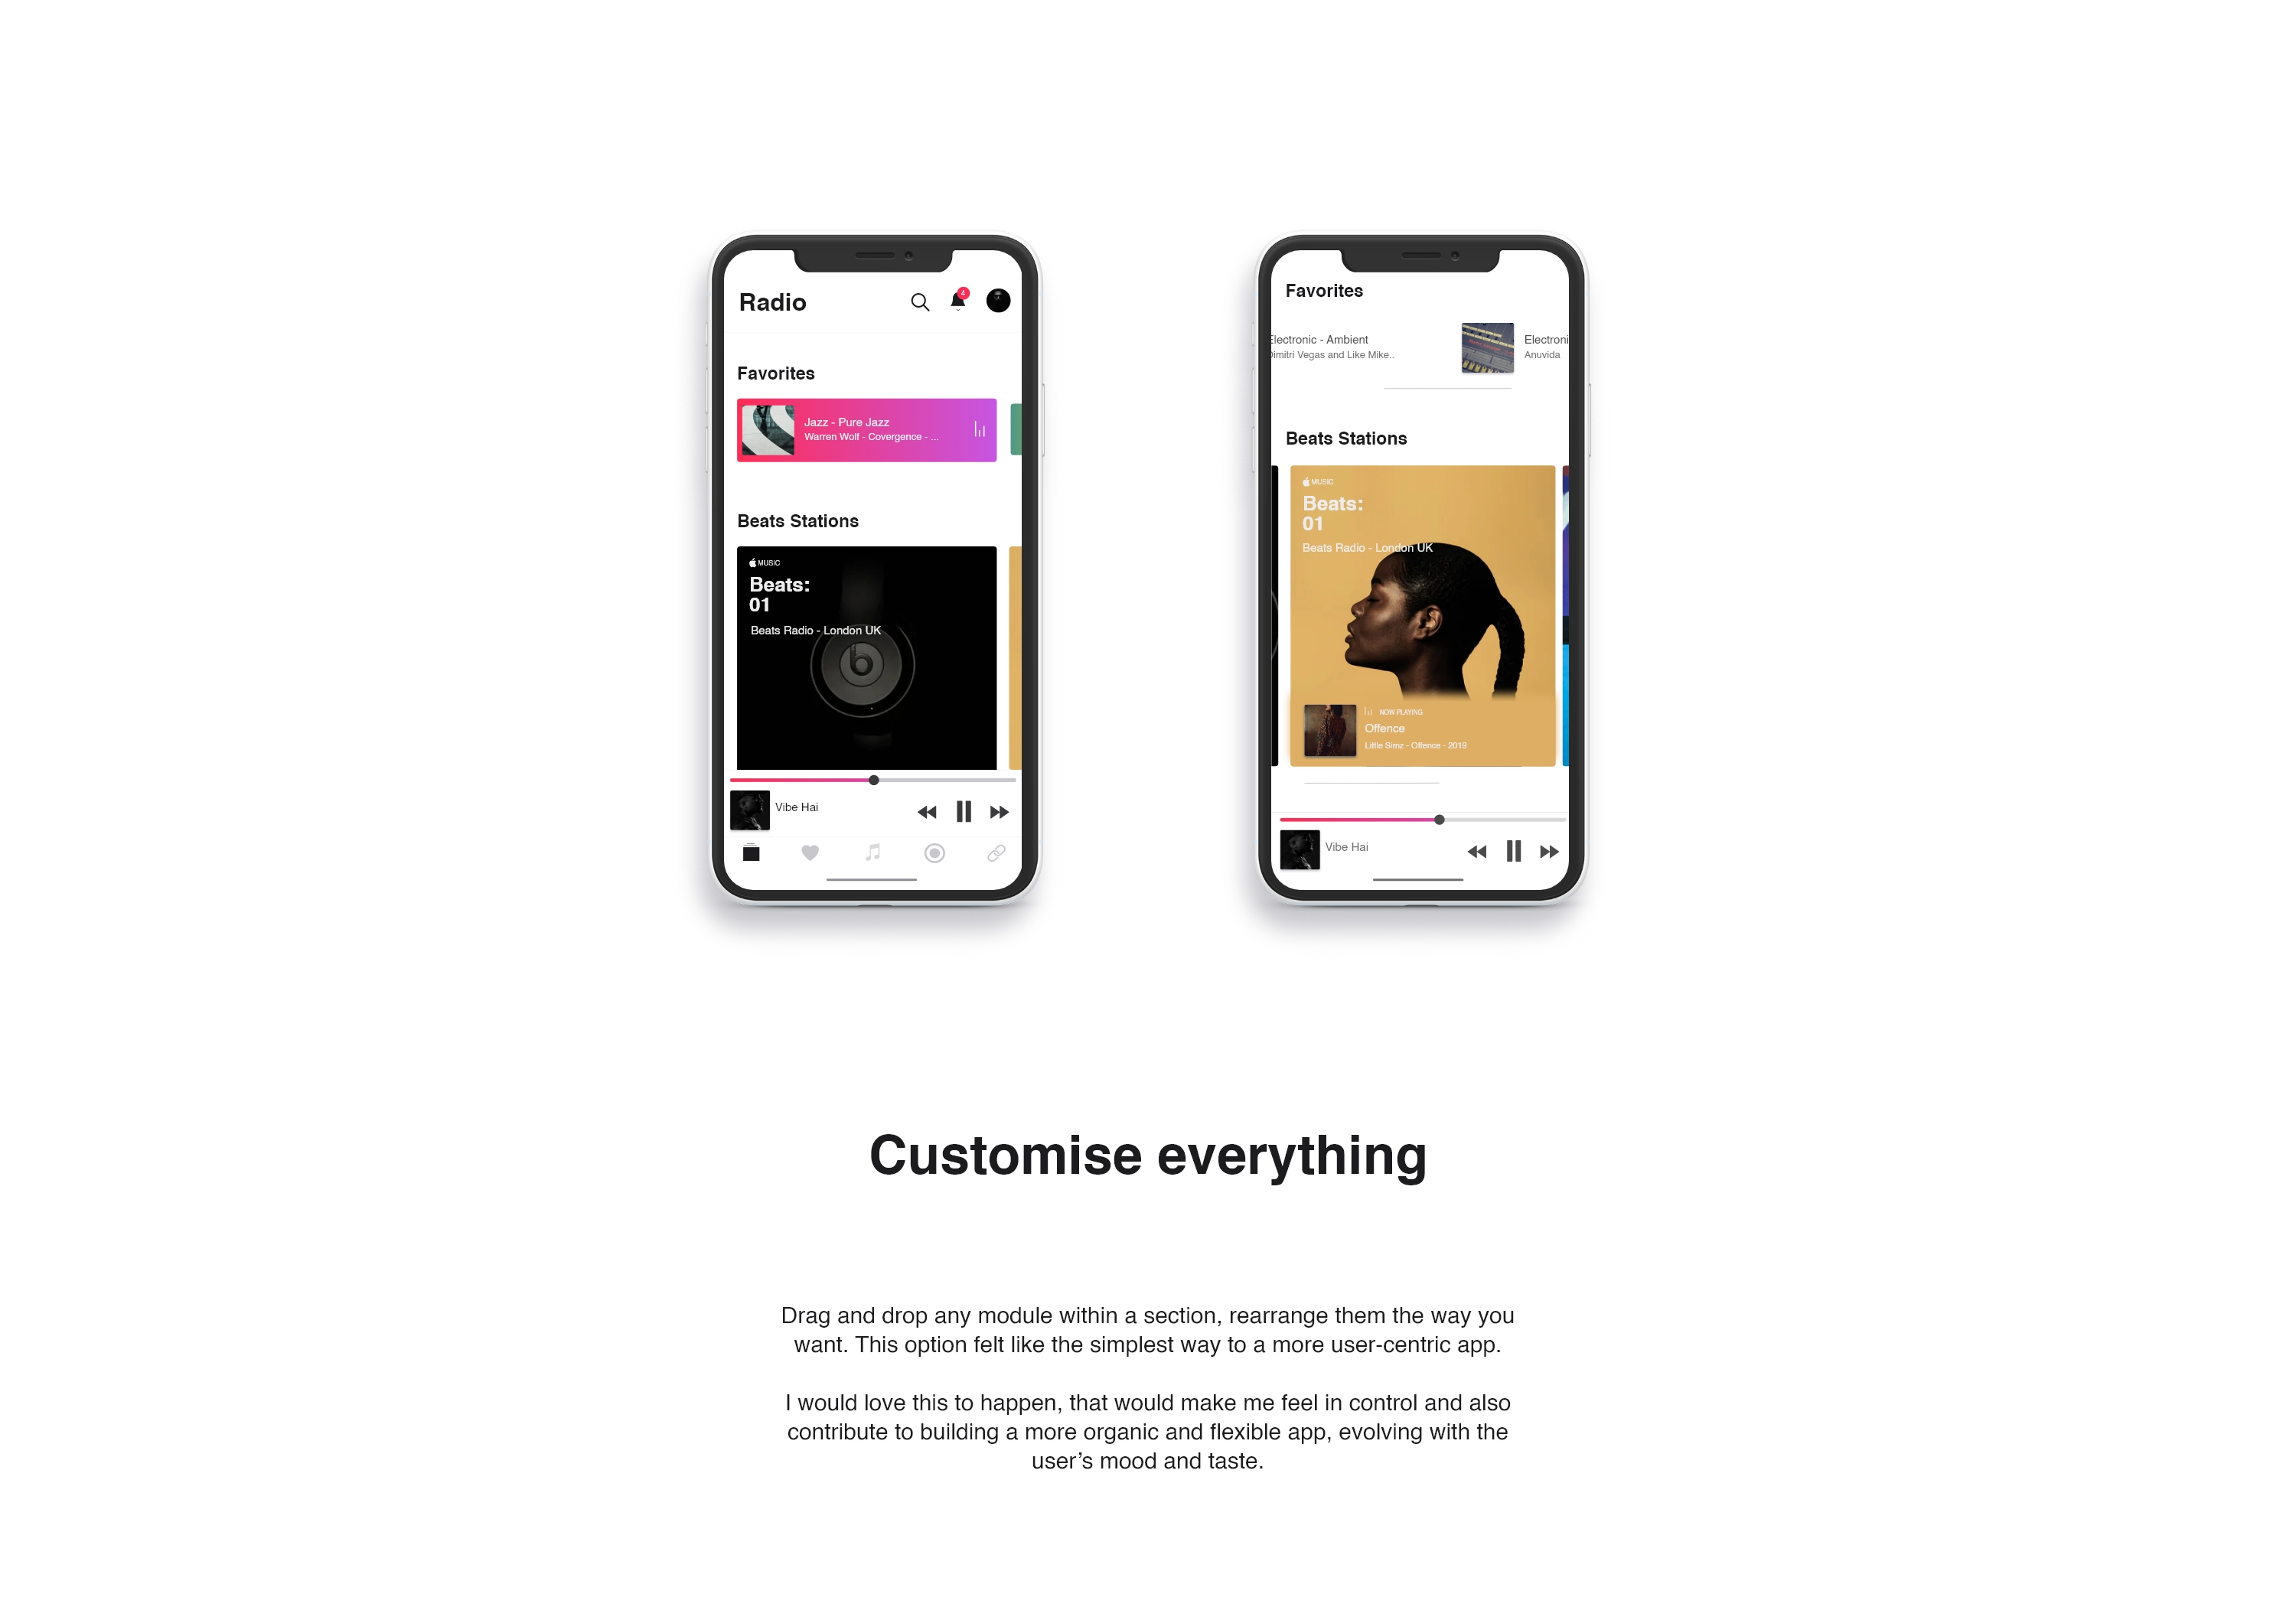 Radio
4
Favorites
Jazz - Pure Jazz
Warren Wolf - Covergence - ...
Beats Stations
MUSIC
Beats:
01
Beats Radio - London UK
b
Vibe Hai
Favorites
Electronic - Ambient
Dimitri Vegas and Like Mike..
Electroni
Anuvida
Beats Stations
MUSIC
Beats:
01
Beats Radio - London UK
NOW PLAYING
Offence
Little Simz - Offence - 2019
Vibe Hai
Customise everything
Drag and drop any module within a section, rearrange them the way you
want. This option felt like the simplest way to a more user-centric app.
I would love this to happen, that would make me feel in control and also
contribute to building a more organic and flexible app, evolving with the
user’s mood and taste.